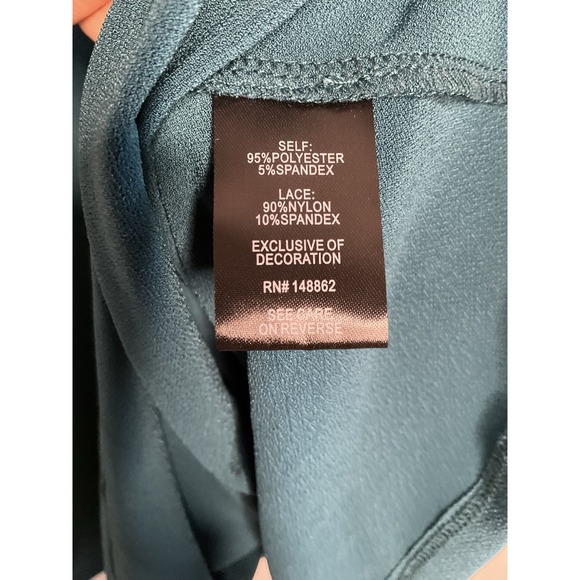 SELF:
95%POLYESTER
5%SPANDEX
LACE:
90%NYLON
10%SPANDEX
EXCLUSIVE OF
DECORATION
RN# 148862
SEE CARE
ON REVERSE